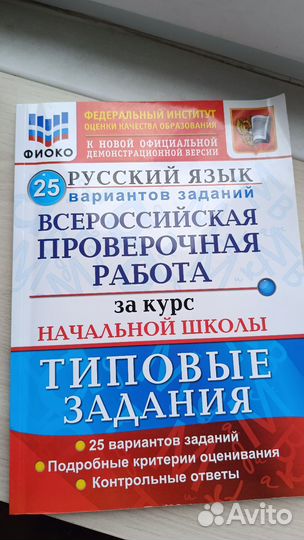 ФИОКО
ФЕДЕРАЛЬНЫЙ ИНСТИТУТ
ОЦЕНКИ КАЧЕСТВА ОБРАЗОВАНИЯ
К НОВОЙ ОФИЦИАЛЬНОЙ
ДЕМОНСТРАЦИОННОЙ ВЕРСИИ
РУССКИЙ ЯЗЫК
25 вариантов заданий
ВСЕРОССИЙСКАЯ
ПРОВЕРОЧНАЯ
РАБОТА
за курс
НАЧАЛЬНОЙ ШКОЛЫ
ТИПОВЫЕ
ЗАДАНИЯ
• 25 вариантов заданий
• Подробные критерии оценивания
• Контрольные ответы
Avito